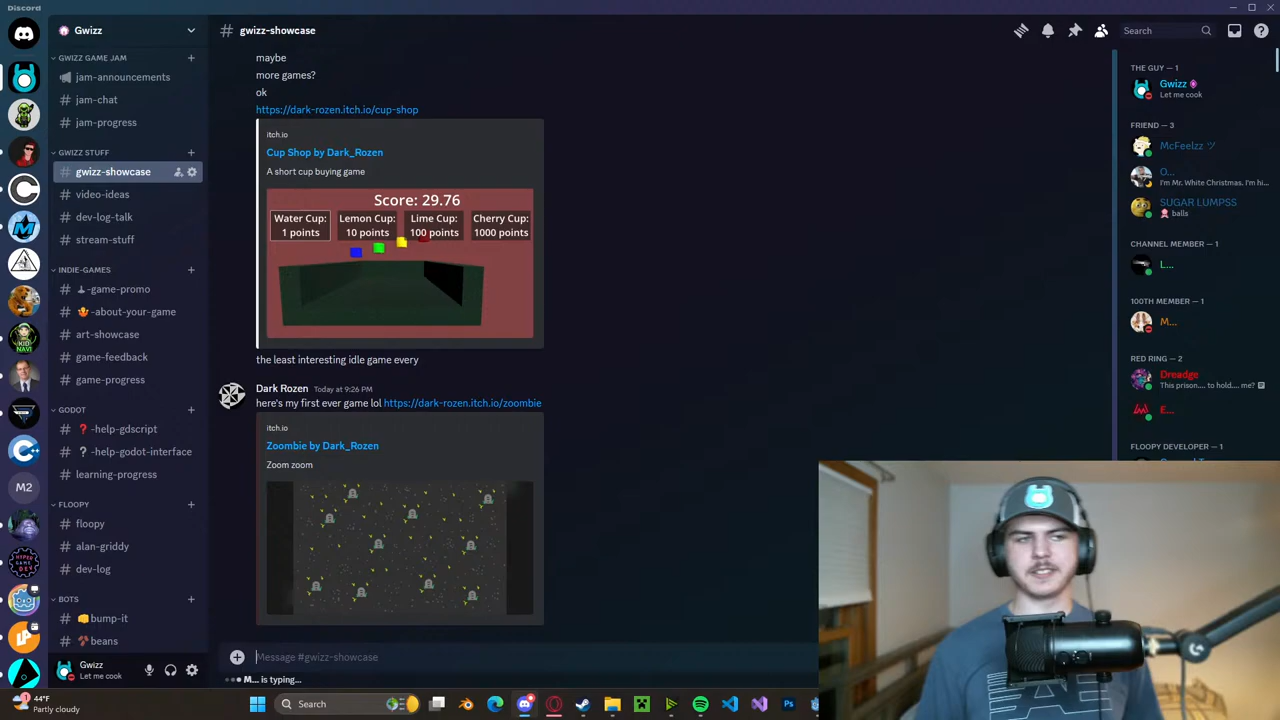 Discord
Gwizz
GWIZZ GAME JAM
jam-announcements
jam-chat
jam-progress
GWIZZ STUFF
gwizz-showcase
video-ideas
dev-log-talk
stream-stuff
INDIE-GAMES
-game-promo
-about-your-game
art-showcase
game-feedback
game-progress
GODOT
-help-gdscript
-help-godot-interface
learning-progress
FLOOPY
floopy
alan-griddy
dev-log
BOTS
bump-it
beans
M2
Gwizz
Let me cook
gwizz-showcase
Search
maybe
more games?
ok
https://dark-rozen.itch.io/cup-shop
itch.io
Cup Shop by Dark_Rozen
A short cup buying game
Score: 29.76
Water Cup: Lemon Cup: Lime Cup: Cherry Cup:
1 points 10 points 100 points 1000 points
the least interesting idle game every
Dark Rozen Today at 9:26 PM
here's my first ever game lol https://dark-rozen.itch.io/zoombie
itch.io
Zoombie by Dark_Rozen
Zoom zoom
Message #gwizz-showcase
M... is typing...
THE GUY — 1
Gwizz
Let me cook
FRIEND — 3
McFeelzz ツ
O...
I'm Mr. White Christmas. I'm hi...
SUGAR LUMPSS
balls
CHANNEL MEMBER — 1
L...
100TH MEMBER — 1
M...
RED RING — 2
Dreadge
This prison.... to hold.... me?
E...
FLOOPY DEVELOPER — 1
44°F
Partly cloudy
Search